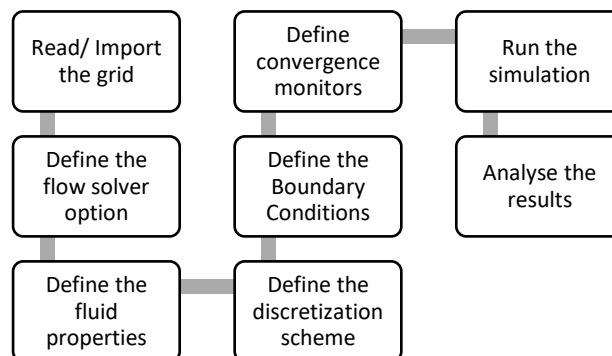 Read/ Import
the grid
Define the
flow solver
option
Define the
fluid
properties
Define the
discretization
scheme
Define the
Boundary
Conditions
Define
convergence
monitors
Run the
simulation
Analyse the
results